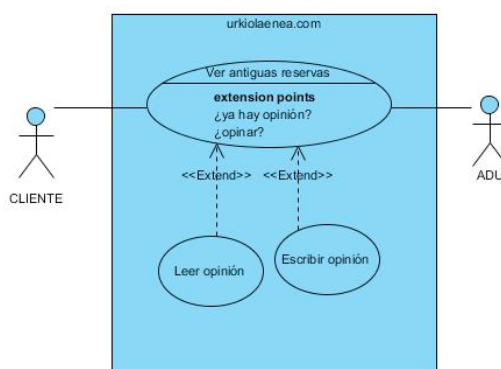 urkiolaenea.com
Ver antiguas reservas
extension points
¿ya hay opinión?
¿opinar?
<<Extend>> <<Extend>>
CLIENTE
ADU
Leer opinión
Escribir opinión